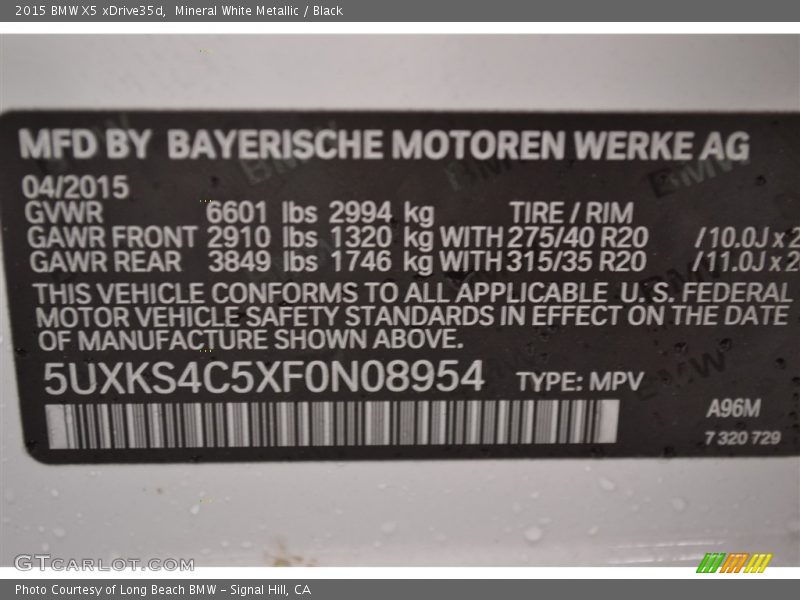 2015 BMW X5 xDrive35d, Mineral White Metallic / Black
MFD BY BAYERISCHE MOTOREN WERKE AG
04/2015
GVWR 6601 lbs 2994 kg TIRE / RIM
GAWR FRONT 2910 lbs 1320 kg WITH 275/40 R20 / 10.0J x 2
GAWR REAR 3849 lbs 1746 kg WITH 315/35 R20 / 11.0J x 2
THIS VEHICLE CONFORMS TO ALL APPLICABLE U.S. FEDERAL
MOTOR VEHICLE SAFETY STANDARDS IN EFFECT ON THE DATE
OF MANUFACTURE SHOWN ABOVE.
5UXKS4C5XF0N08954 TYPE: MPV
A96M
7 320 729
GTCARLOT.COM
Photo Courtesy of Long Beach BMW - Signal Hill, CA